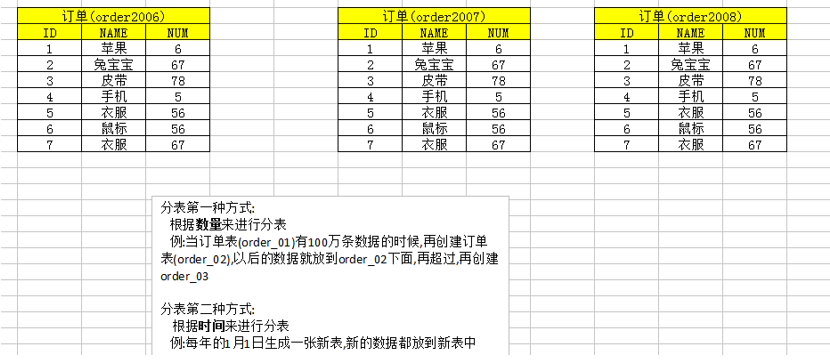 订单(order2006) 订单(order2007) 订单(order2008)
ID NAME NUM ID NAME NUM ID NAME NUM
1 苹果 6 1 苹果 6 1 苹果 6
2 兔宝宝 67 2 兔宝宝 67 2 兔宝宝 67
3 皮带 78 3 皮带 78 3 皮带 78
4 手机 5 4 手机 5 4 手机 5
5 衣服 56 5 衣服 56 5 衣服 56
6 鼠标 56 6 鼠标 56 6 鼠标 56
7 衣服 67 7 衣服 67 7 衣服 67
分表第一种方式:
根据数量来进行分表
例:当订单表(order_01)有100万条数据的时候,再创建订单
表(order_02),以后的数据就放到order_02下面,再超过,再创建
order_03
分表第二种方式:
根据时间来进行分表
例:每年的1月1日生成一张新表,新的数据都放到新表中